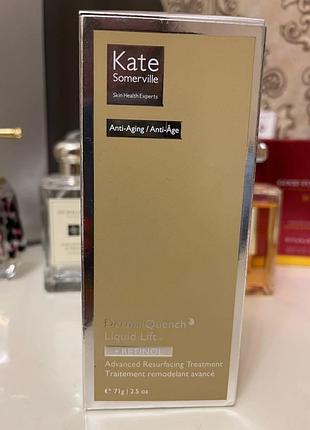 Kate
Somerville
Skin Health Experts
Anti-Aging / Anti-Âge
DermalQuench
Liquid Lift™
+ RETINOL
Advanced Resurfacing Treatment
Traitement remodelant avancé
℮ 71g | 2.5 oz